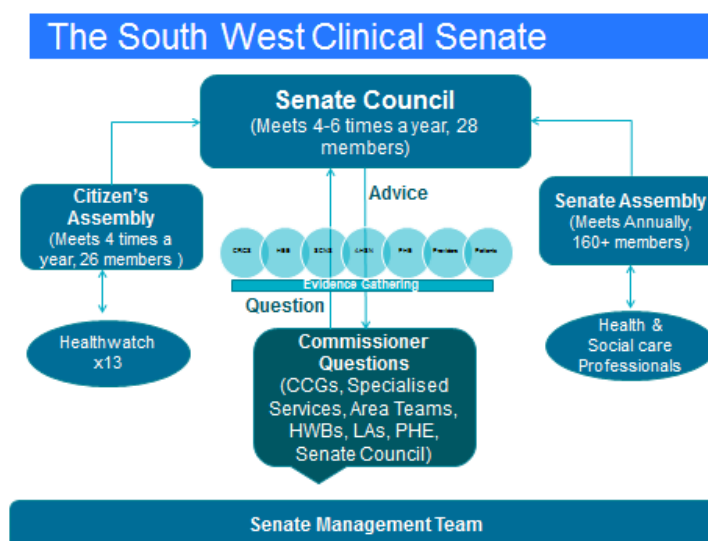 The South West Clinical Senate
Senate Council
(Meets 4-6 times a year, 28
members)
Advice
Citizen's
Assembly
(Meets 4 times a
year, 26 members )
Senate Assembly
(Meets Annually,
160+ members)
PHE
Providers
Patients
Evidence Gathering
Question
Healthwatch
x13
Commissioner
Questions
(CCGs, Specialised
Services, Area Teams,
HWBs, LAs, PHE,
Senate Council)
Health &
Social care
Professionals
Senate Management Team